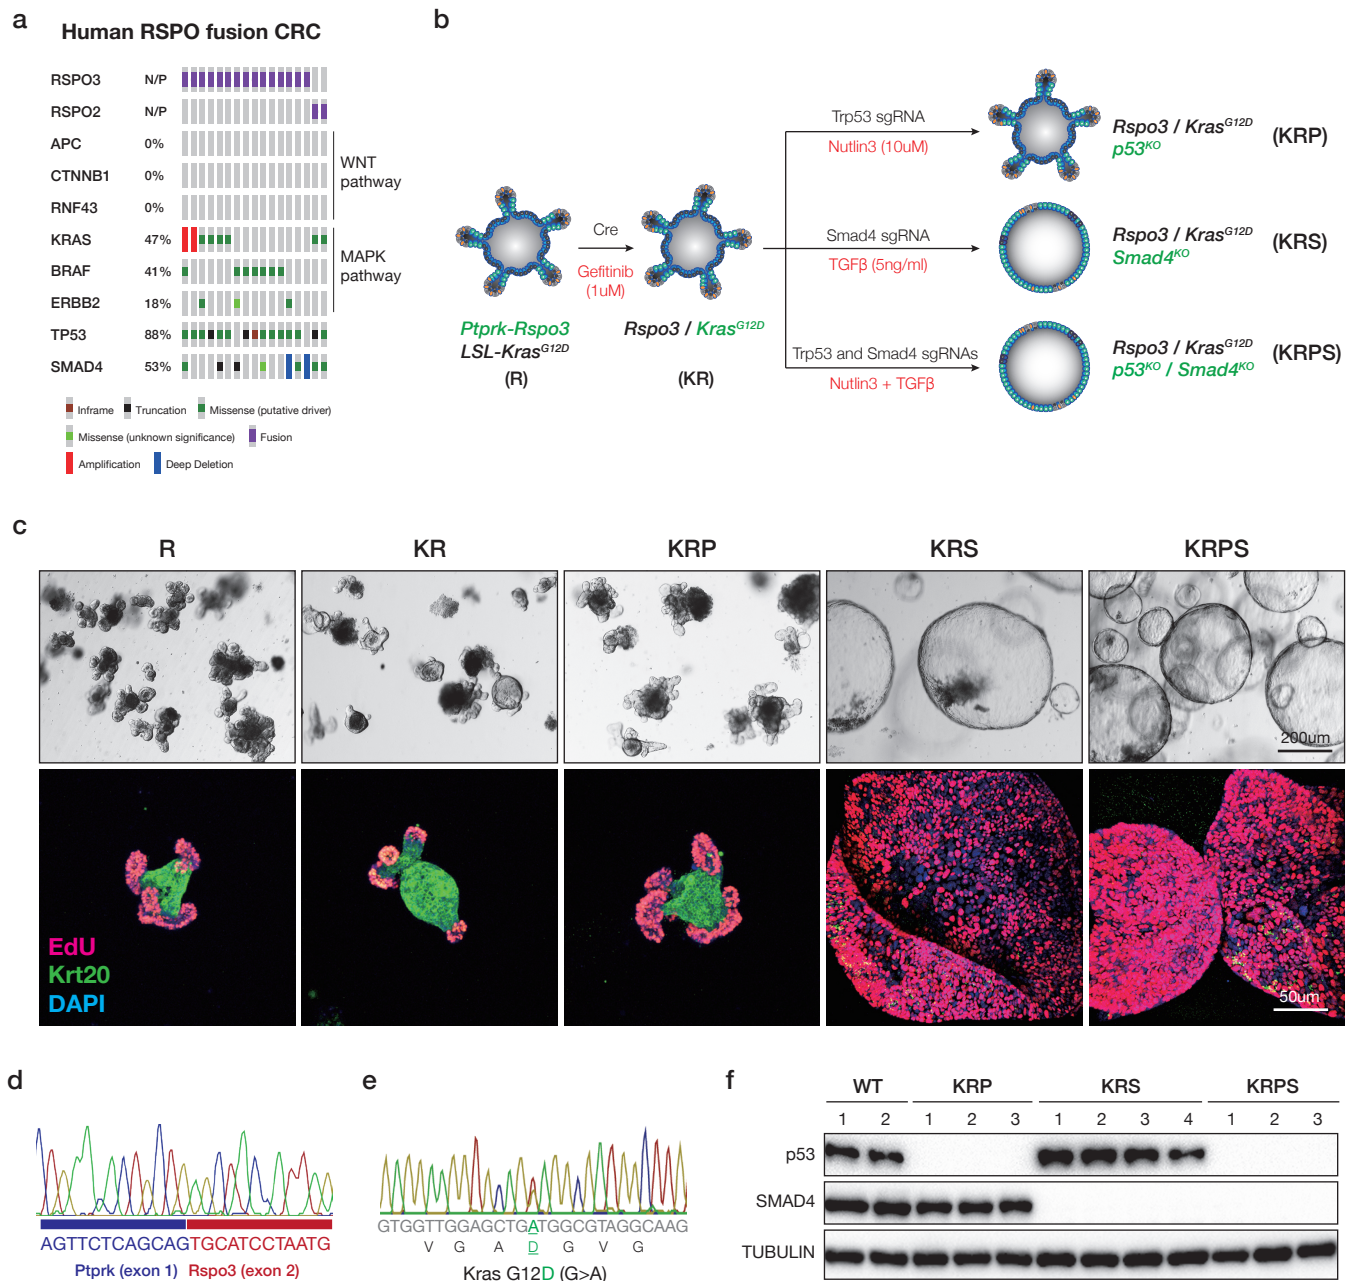 a
Human RSPO fusion CRC
RSPO3 N/P
RSPO2 N/P
APC 0%
CTNNB1 0%
RNF43 0%
WNT
pathway
KRAS 47%
BRAF 41%
ERBB2 18%
MAPK
pathway
TP53 88%
SMAD4 53%
Inframe Truncation Missense (putative driver)
Missense (unknown significance) Fusion
Amplification Deep Deletion
b
Ptprk-Rspo3
LSL-KrasG12D
(R)
Cre
Gefitinib
(1uM)
Rspo3 / KrasG12D
(KR)
Trp53 sgRNA
Nutlin3 (10uM)
Rspo3 / KrasG12D
p53KO
(KRP)
Smad4 sgRNA
TGFβ (5ng/ml)
Rspo3 / KrasG12D
Smad4KO
(KRS)
Trp53 and Smad4 sgRNAs
Nutlin3 + TGFβ
Rspo3 / KrasG12D
p53KO / Smad4KO
(KRPS)
c
R KR KRP KRS KRPS
200um
EdU
Krt20
DAPI
50um
d
AGTTCTCAGCAGTGCATCCTAATG
Ptprk (exon 1) Rspo3 (exon 2)
e
GTGGTTGGAGCTGATGGCGTAGGCAAG
V G A D G V G
Kras G12D (G>A)
f
WT KRP KRS KRPS
1 2 1 2 3 1 2 3 4 1 2 3
p53
SMAD4
TUBULIN